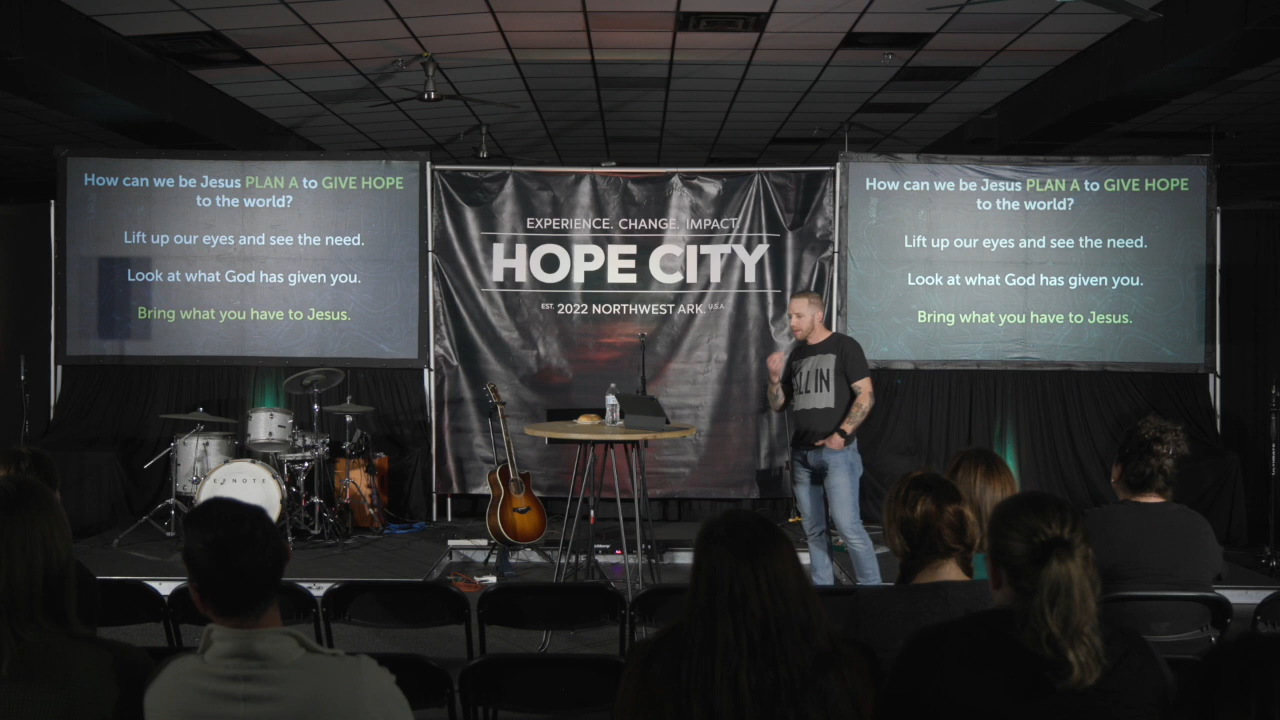 How can we be Jesus PLAN A to GIVE HOPE
to the world?
Lift up our eyes and see the need.
Look at what God has given you.
Bring what you have to Jesus.
EXPERIENCE. CHANGE. IMPACT.
HOPE CITY
EST. 2022 NORTHWEST ARK. U.S.A.
How can we be Jesus PLAN A to GIVE HOPE
to the world?
Lift up our eyes and see the need.
Look at what God has given you.
Bring what you have to Jesus.
ALL IN